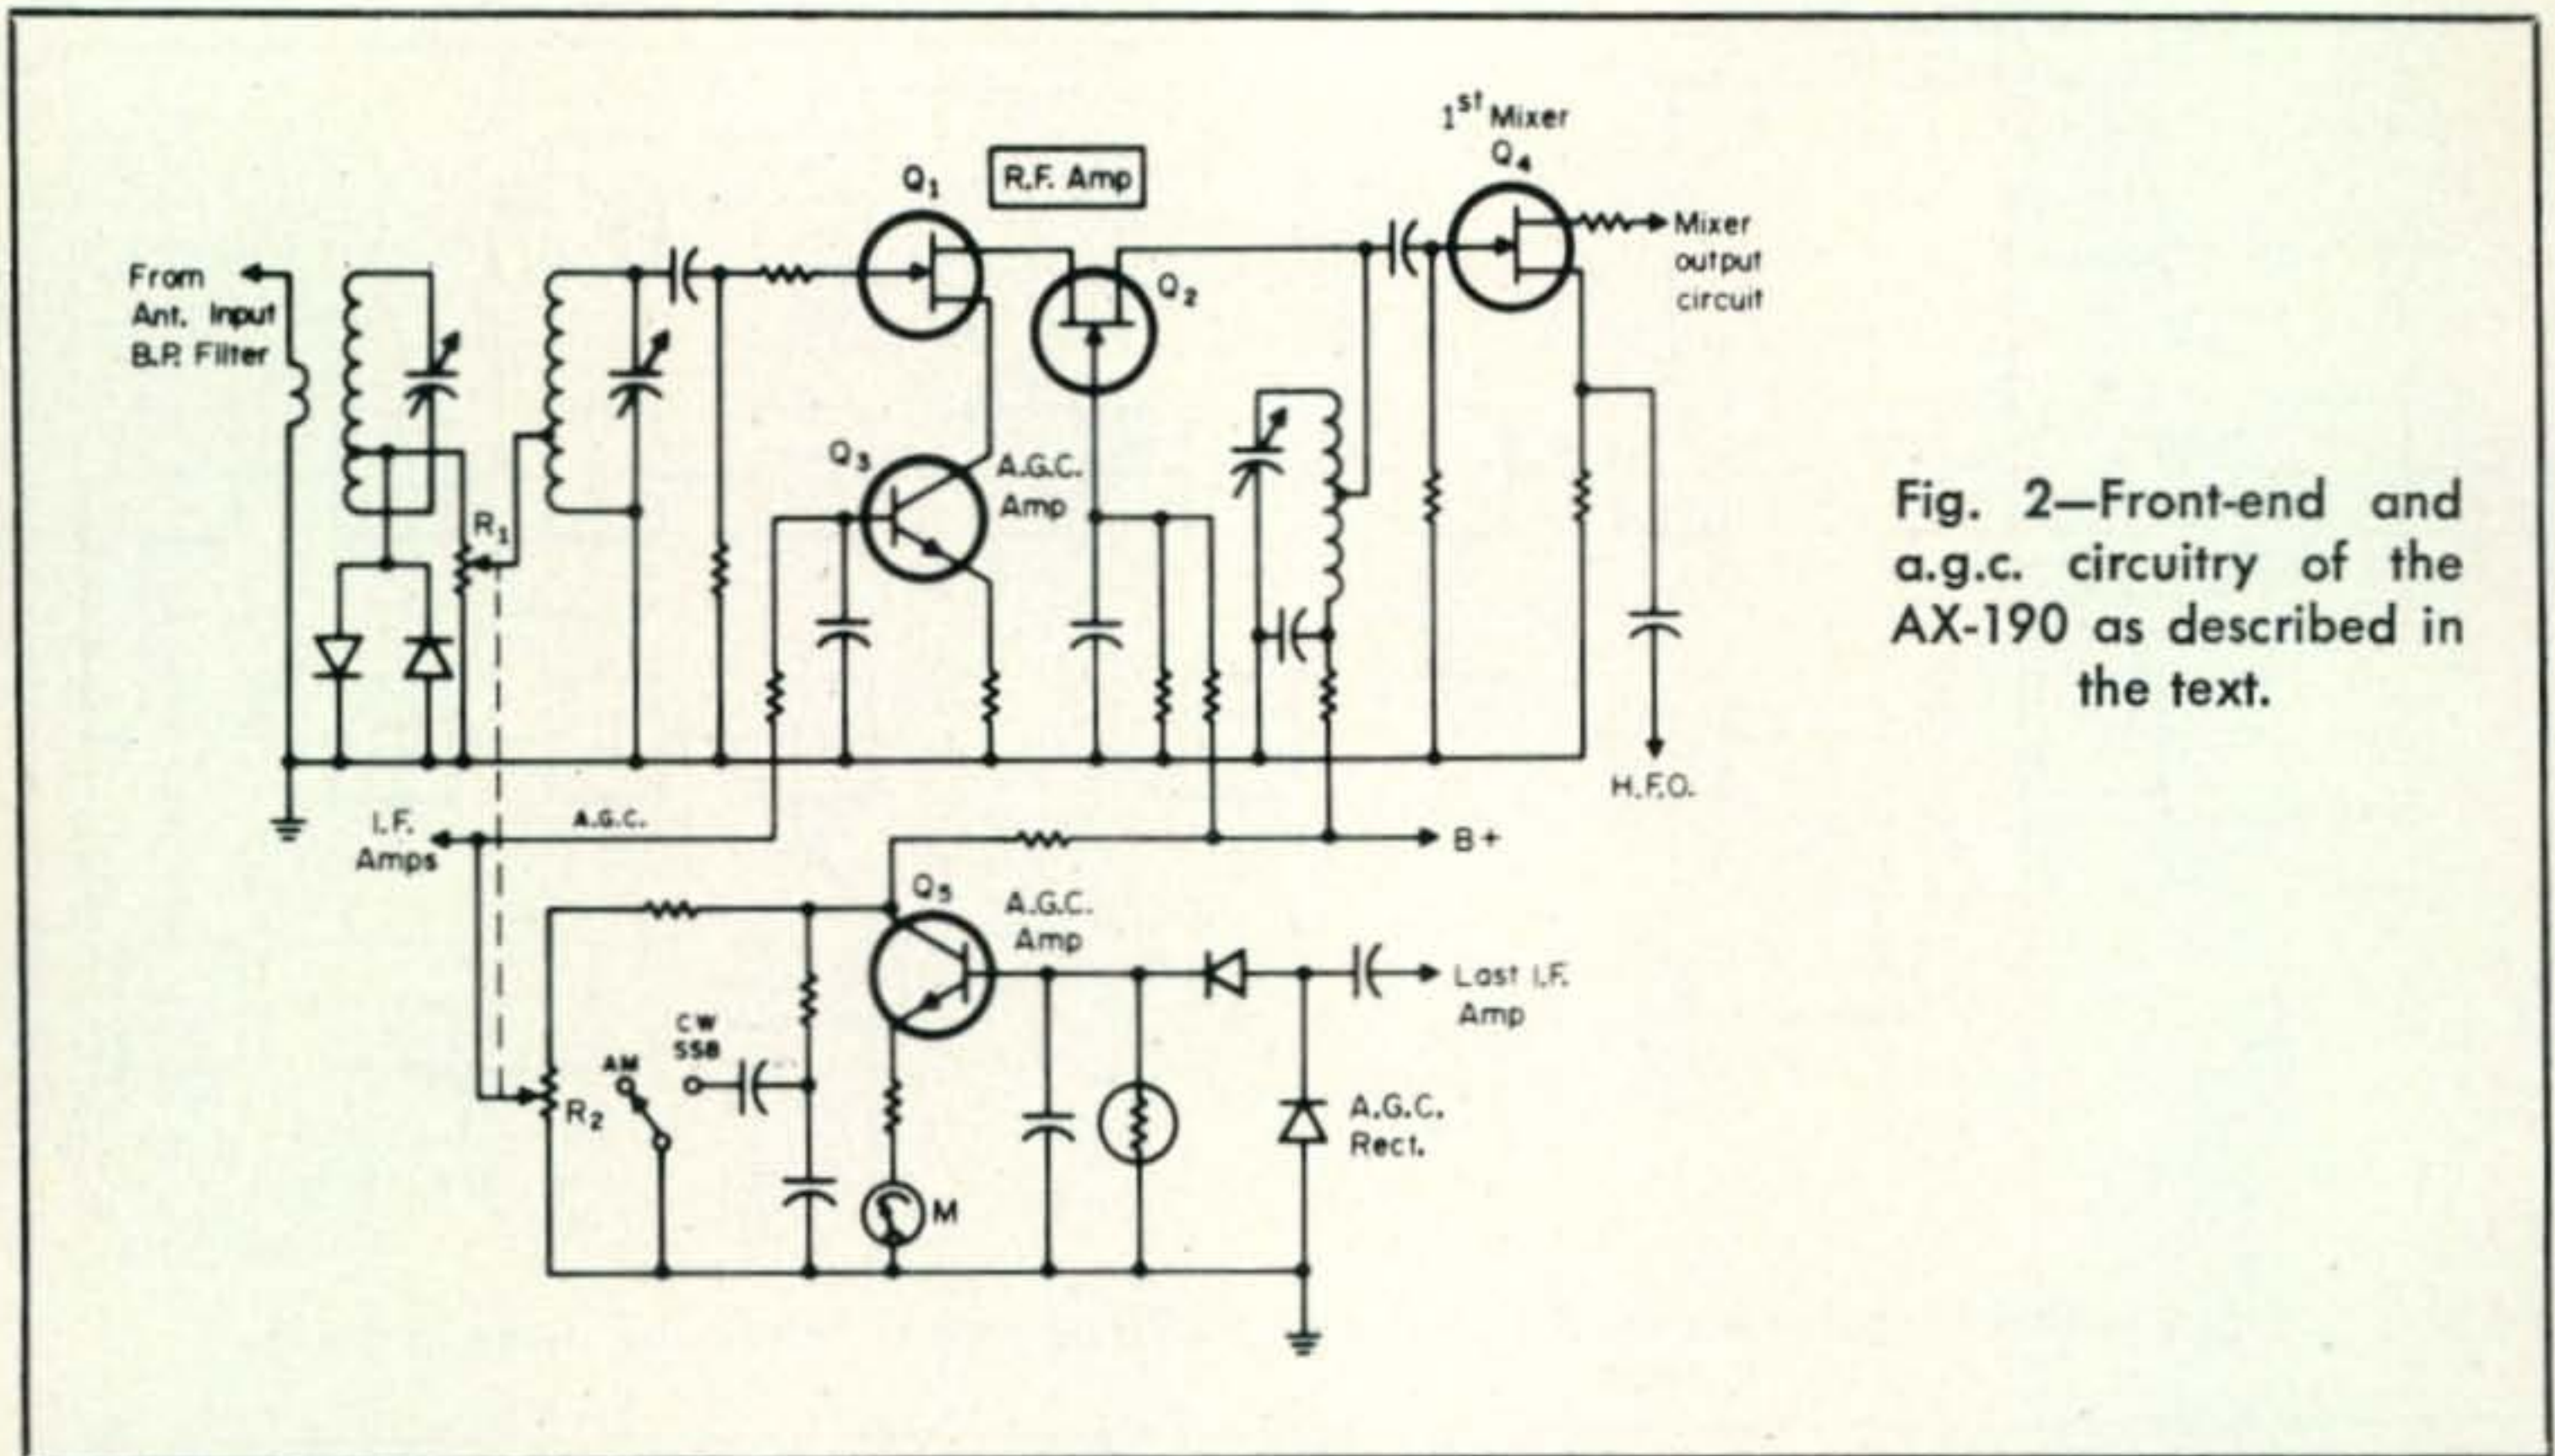 1st Mixer
Q4
Q1
R.F. Amp
From
Ant. Input
B.P. Filter
Q2
Mixer
output
circuit
Q3
A.G.C.
Amp
R1
Fig. 2—Front-end and
a.g.c. circuitry of the
AX-190 as described in
the text.
H.F.O.
I.F.
Amps
A.G.C.
B+
Q5
A.G.C.
Amp
Last I.F.
Amp
CW
SSB
AM
R2
A.G.C.
Rect.
M